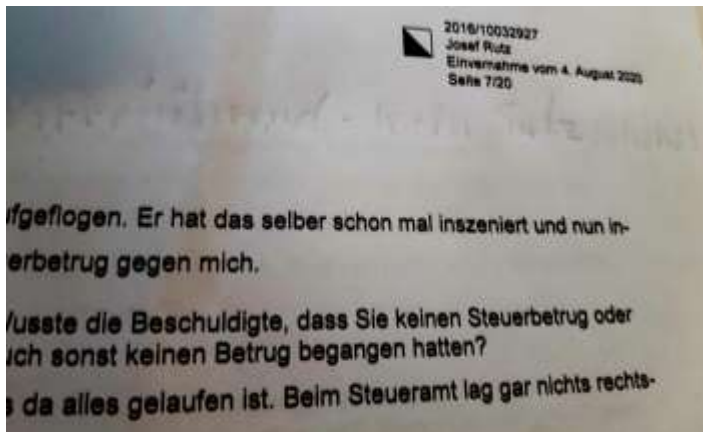 2016/10032927
Josef Rutz
Einvernahme vom 4. August 2020
Seite 7/20
ufgeflogen. Er hat das selber schon mal inszeniert und nun in-
erbetrug gegen mich.
Wusste die Beschuldigte, dass Sie keinen Steuerbetrug oder
uch sonst keinen Betrug begangen hatten?
s da alles gelaufen ist. Beim Steueramt lag gar nichts rechts-